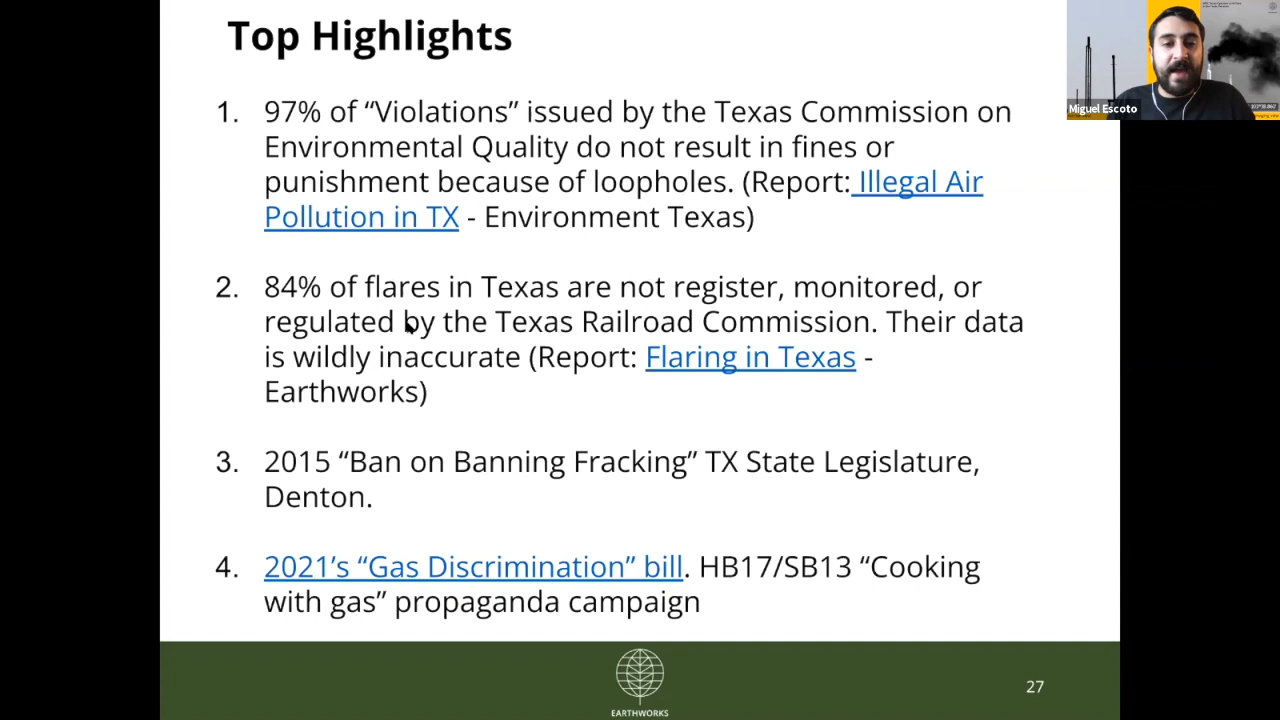 Top Highlights
1. 97% of “Violations” issued by the Texas Commission on
Environmental Quality do not result in fines or
punishment because of loopholes. (Report: Illegal Air
Pollution in TX - Environment Texas)
2. 84% of flares in Texas are not register, monitored, or
regulated by the Texas Railroad Commission. Their data
is wildly inaccurate (Report: Flaring in Texas -
Earthworks)
3. 2015 “Ban on Banning Fracking” TX State Legislature,
Denton.
4. 2021’s “Gas Discrimination” bill. HB17/SB13 “Cooking
with gas” propaganda campaign
EARTHWORKS
27
Miguel Escoto